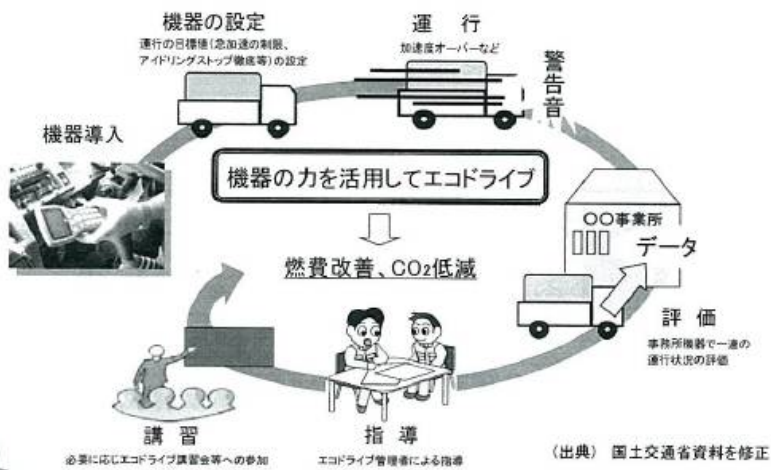 機器の設定
運行の目標値(急加速の制限、
アイドリングストップ徹底等)の設定
運 行
加速度オーバーなど
警告音
機器導入
機器の力を活用してエコドライブ
燃費改善、CO₂低減
〇〇事業所
データ
評 価
事務所機器で一連の
運行状況の評価
指 導
エコドライブ管理者による指導
講 習
必要に応じエコドライブ講習会等への参加
(出典) 国土交通省資料を修正